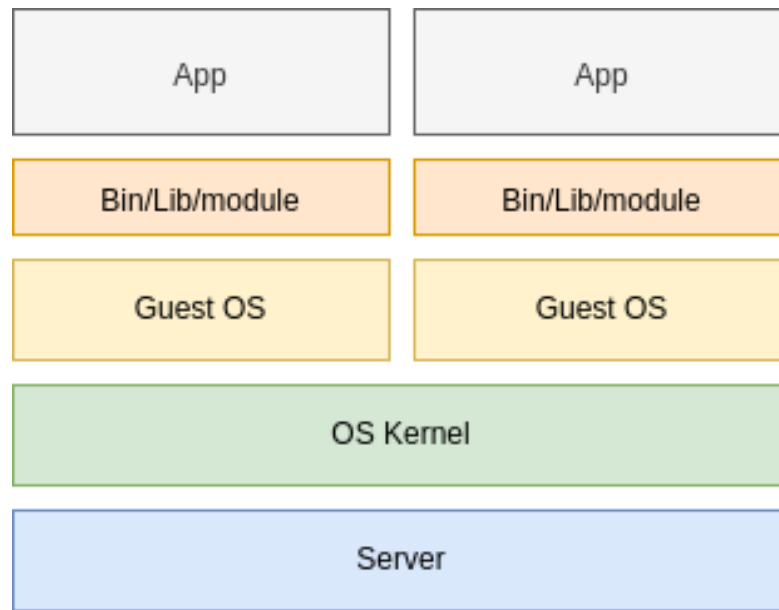 App
App
Bin/Lib/module
Bin/Lib/module
Guest OS
Guest OS
OS Kernel
Server